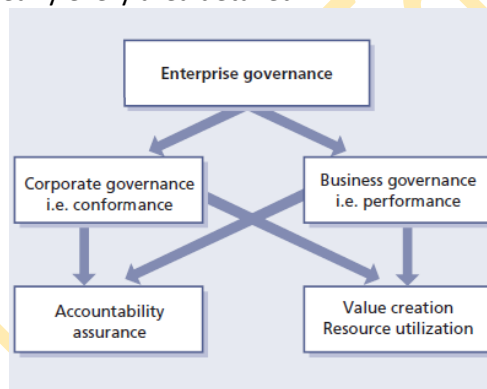 Enterprise governance
Corporate governance
i.e. conformance
Business governance
i.e. performance
Accountability
assurance
Value creation
Resource utilization